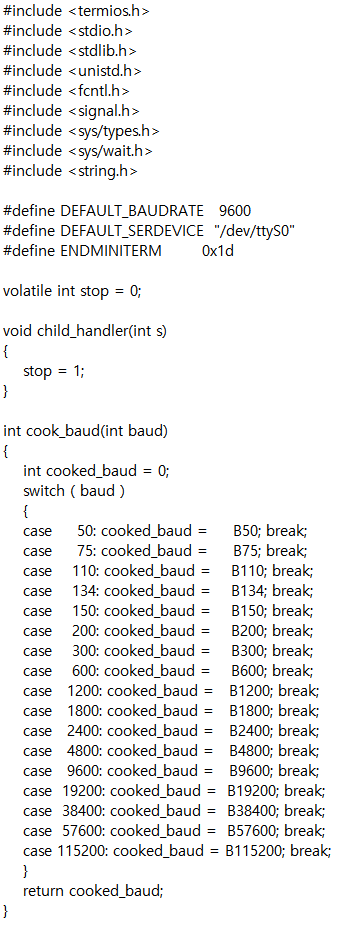 #include <termios.h>
#include <stdio.h>
#include <stdlib.h>
#include <unistd.h>
#include <fcntl.h>
#include <signal.h>
#include <sys/types.h>
#include <sys/wait.h>
#include <string.h>

#define DEFAULT_BAUDRATE   9600
#define DEFAULT_SERDEVICE  "/dev/ttyS0"
#define ENDMINITERM        0x1d

volatile int stop = 0;

void child_handler(int s)
{
    stop = 1;
}

int cook_baud(int baud)
{
    int cooked_baud = 0;
    switch ( baud )
    {
    case     50: cooked_baud =     B50; break;
    case     75: cooked_baud =     B75; break;
    case    110: cooked_baud =    B110; break;
    case    134: cooked_baud =    B134; break;
    case    150: cooked_baud =    B150; break;
    case    200: cooked_baud =    B200; break;
    case    300: cooked_baud =    B300; break;
    case    600: cooked_baud =    B600; break;
    case   1200: cooked_baud =   B1200; break;
    case   1800: cooked_baud =   B1800; break;
    case   2400: cooked_baud =   B2400; break;
    case   4800: cooked_baud =   B4800; break;
    case   9600: cooked_baud =   B9600; break;
    case  19200: cooked_baud =  B19200; break;
    case  38400: cooked_baud =  B38400; break;
    case  57600: cooked_baud =  B57600; break;
    case 115200: cooked_baud = B115200; break;
    }
    return cooked_baud;
}